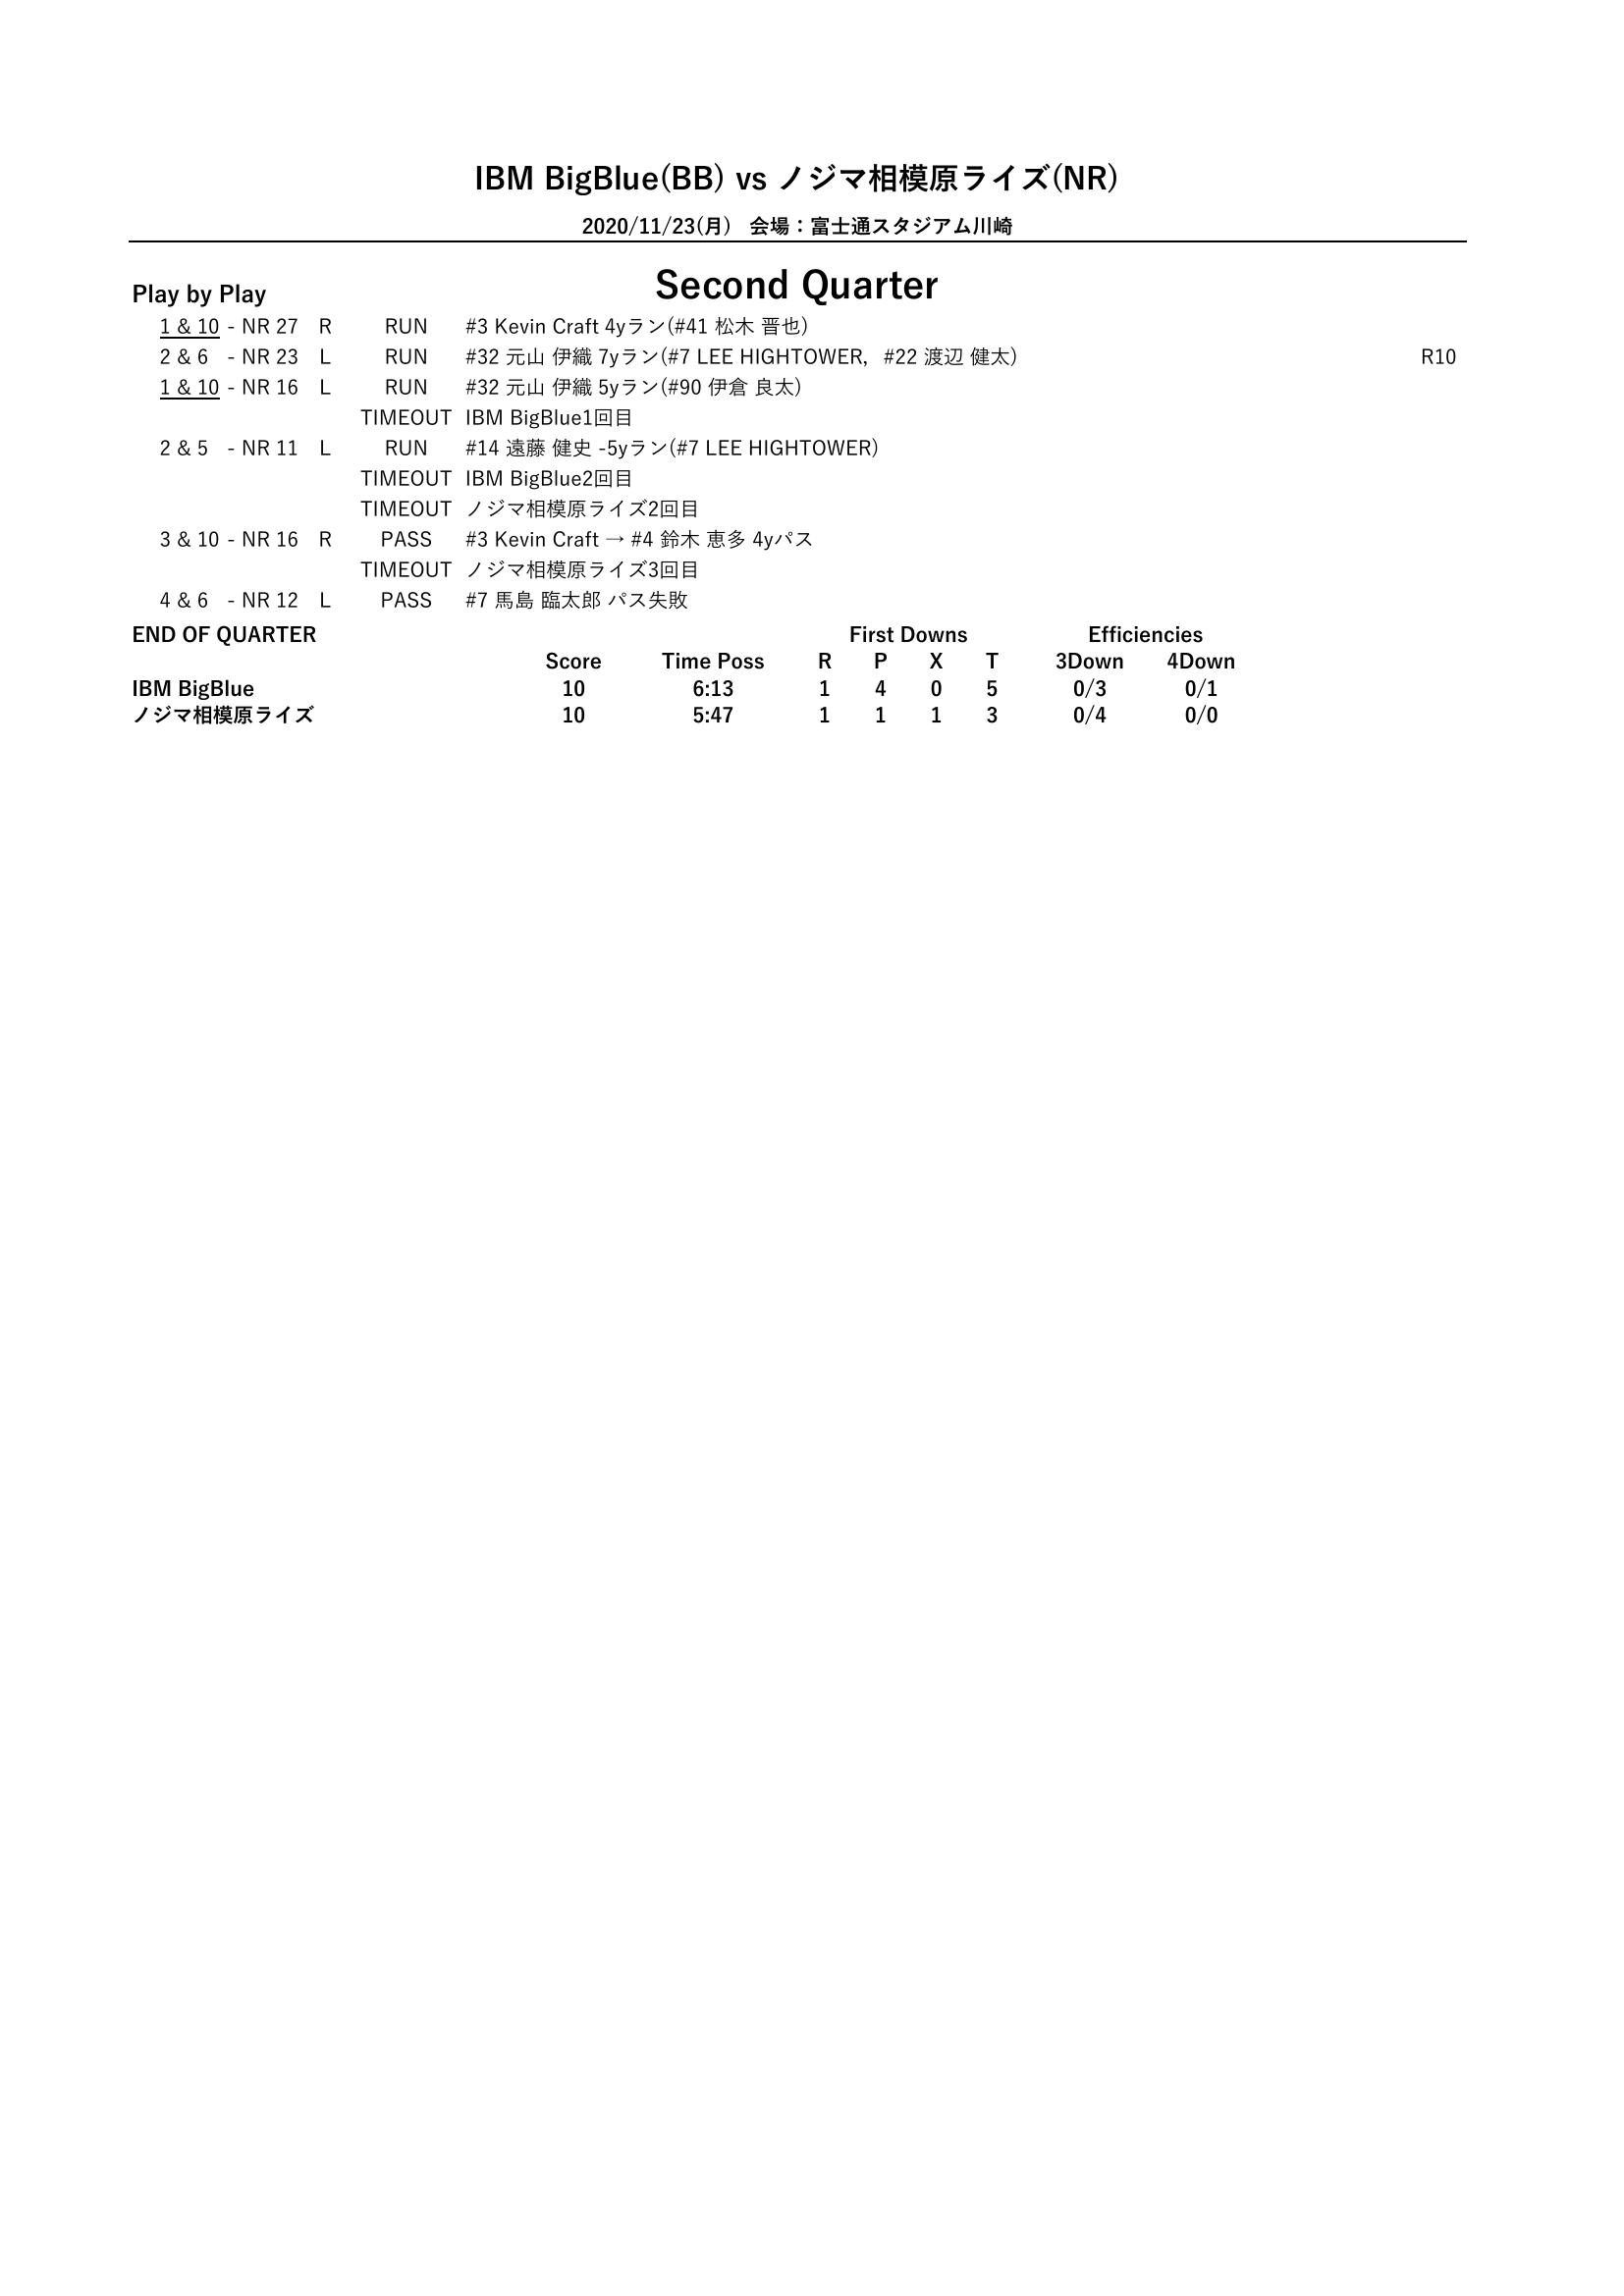 IBM BigBlue(BB) vs ノジマ相模原ライズ(NR)
2020/11/23(月) 会場：富士通スタジアム川崎
Play by Play Second Quarter
1 & 10 - NR 27 R RUN #3 Kevin Craft 4yラン(#41 松木 晋也)
2 & 6 - NR 23 L RUN #32 元山 伊織 7yラン(#7 LEE HIGHTOWER, #22 渡辺 健太) R10
1 & 10 - NR 16 L RUN #32 元山 伊織 5yラン(#90 伊倉 良太)
TIMEOUT IBM BigBlue1回目
2 & 5 - NR 11 L RUN #14 遠藤 健史 -5yラン(#7 LEE HIGHTOWER)
TIMEOUT IBM BigBlue2回目
TIMEOUT ノジマ相模原ライズ2回目
3 & 10 - NR 16 R PASS #3 Kevin Craft → #4 鈴木 恵多 4yパス
TIMEOUT ノジマ相模原ライズ3回目
4 & 6 - NR 12 L PASS #7 馬島 臨太郎 パス失敗
END OF QUARTER First Downs Efficiencies
Score Time Poss R P X T 3Down 4Down
IBM BigBlue 10 6:13 1 4 0 5 0/3 0/1
ノジマ相模原ライズ 10 5:47 1 1 1 3 0/4 0/0